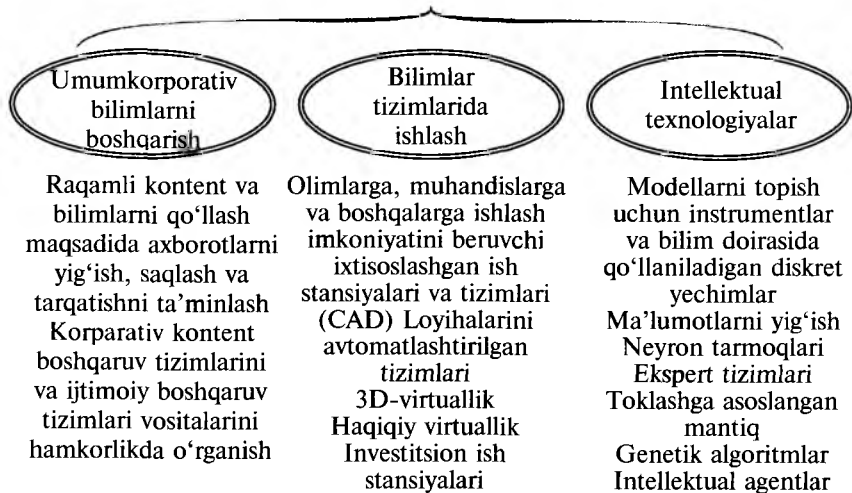 Umumkorporativ
bilimlarni
boshqarish
Bilimlar
tizimlarida
ishlash
Intellektual
texnologiyalar
Raqamli kontent va
bilimlarni qo‘llash
maqsadida axborotlarni
yig‘ish, saqlash va
tarqatishni ta’minlash
Korparativ kontent
boshqaruv tizimlarini
va ijtimoiy boshqaruv
tizimlari vositalarini
hamkorlikda o‘rganish
Olimlarga, muhandislarga
va boshqalarga ishlash
imkoniyatini beruvchi
ixtisoslashgan ish
stansiyalari va tizimlari
(CAD) Loyihalarini
avtomatlashtirilgan
tizimlari
3D-virtuallik
Haqiqiy virtuallik
Investitsion ish
stansiyalari
Modellarni topish
uchun instrumentlar
va bilim doirasida
qo‘llaniladigan diskret
yechimlar
Ma’lumotlarni yig‘ish
Neyron tarmoqlari
Ekspert tizimlari
Toklashga asoslangan
mantiq
Genetik algoritmlar
Intellektual agentlar